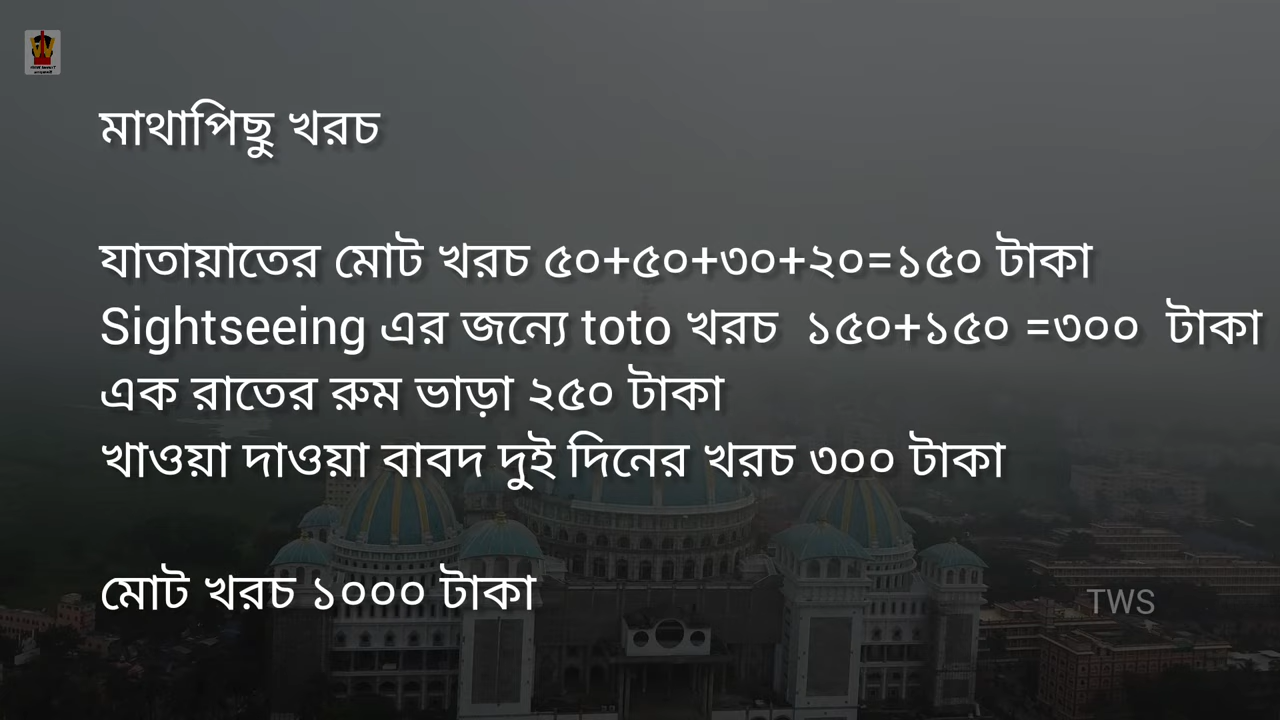 মাথাপিছু খরচ
যাতায়াতের মোট খরচ ৫০+৫০+৩০+২০=১৫০ টাকা
Sightseeing এর জন্যে toto খরচ ১৫০+১৫০ =৩০০ টাকা
এক রাতের রুম ভাড়া ২৫০ টাকা
খাওয়া দাওয়া বাবদ দুই দিনের খরচ ৩০০ টাকা
মোট খরচ ১০০০ টাকা
TWS